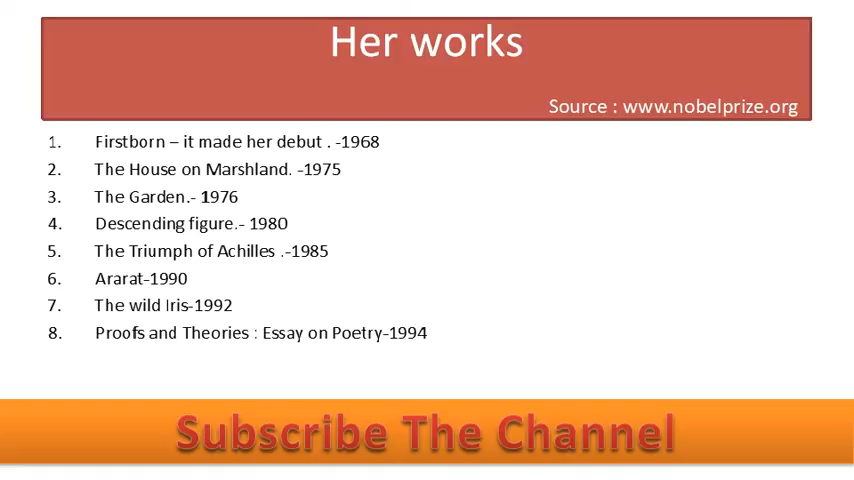 Her works
Source : www.nobelprize.org
1. Firstborn – it made her debut . -1968
2. The House on Marshland. -1975
3. The Garden.- 1976
4. Descending figure.- 1980
5. The Triumph of Achilles .-1985
6. Ararat-1990
7. The wild Iris-1992
8. Proofs and Theories : Essay on Poetry-1994
Subscribe The Channel